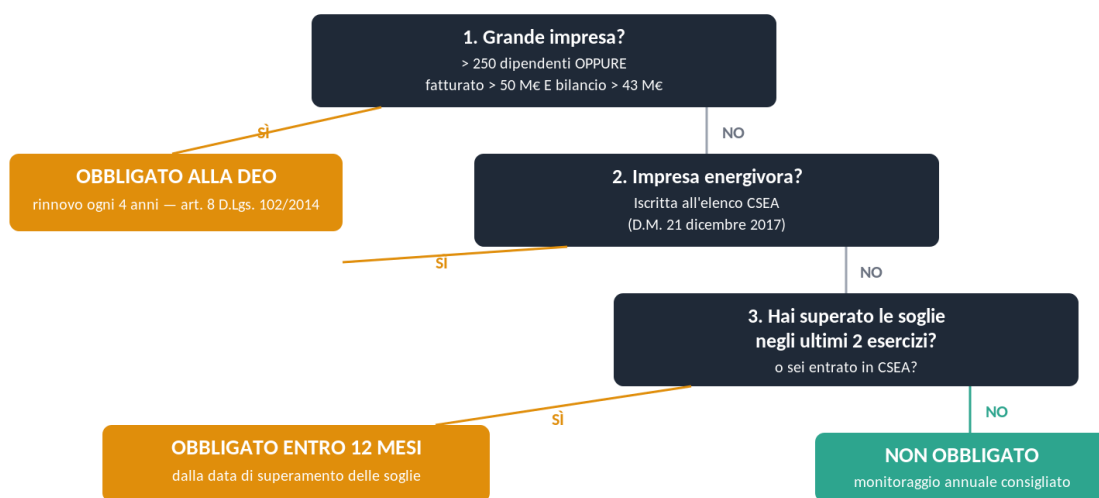 1. Grande impresa?
> 250 dipendenti OPPURE
fatturato > 50 M€ E bilancio > 43 M€
SÌ
NO
OBBLIGATO ALLA DEO
rinnovo ogni 4 anni — art. 8 D.Lgs. 102/2014
2. Impresa energivora?
Iscritta all'elenco CSEA
(D.M. 21 dicembre 2017)
SÌ
NO
3. Hai superato le soglie
negli ultimi 2 esercizi?
o sei entrato in CSEA?
SÌ
NO
OBBLIGATO ENTRO 12 MESI
dalla data di superamento delle soglie
NON OBBLIGATO
monitoraggio annuale consigliato